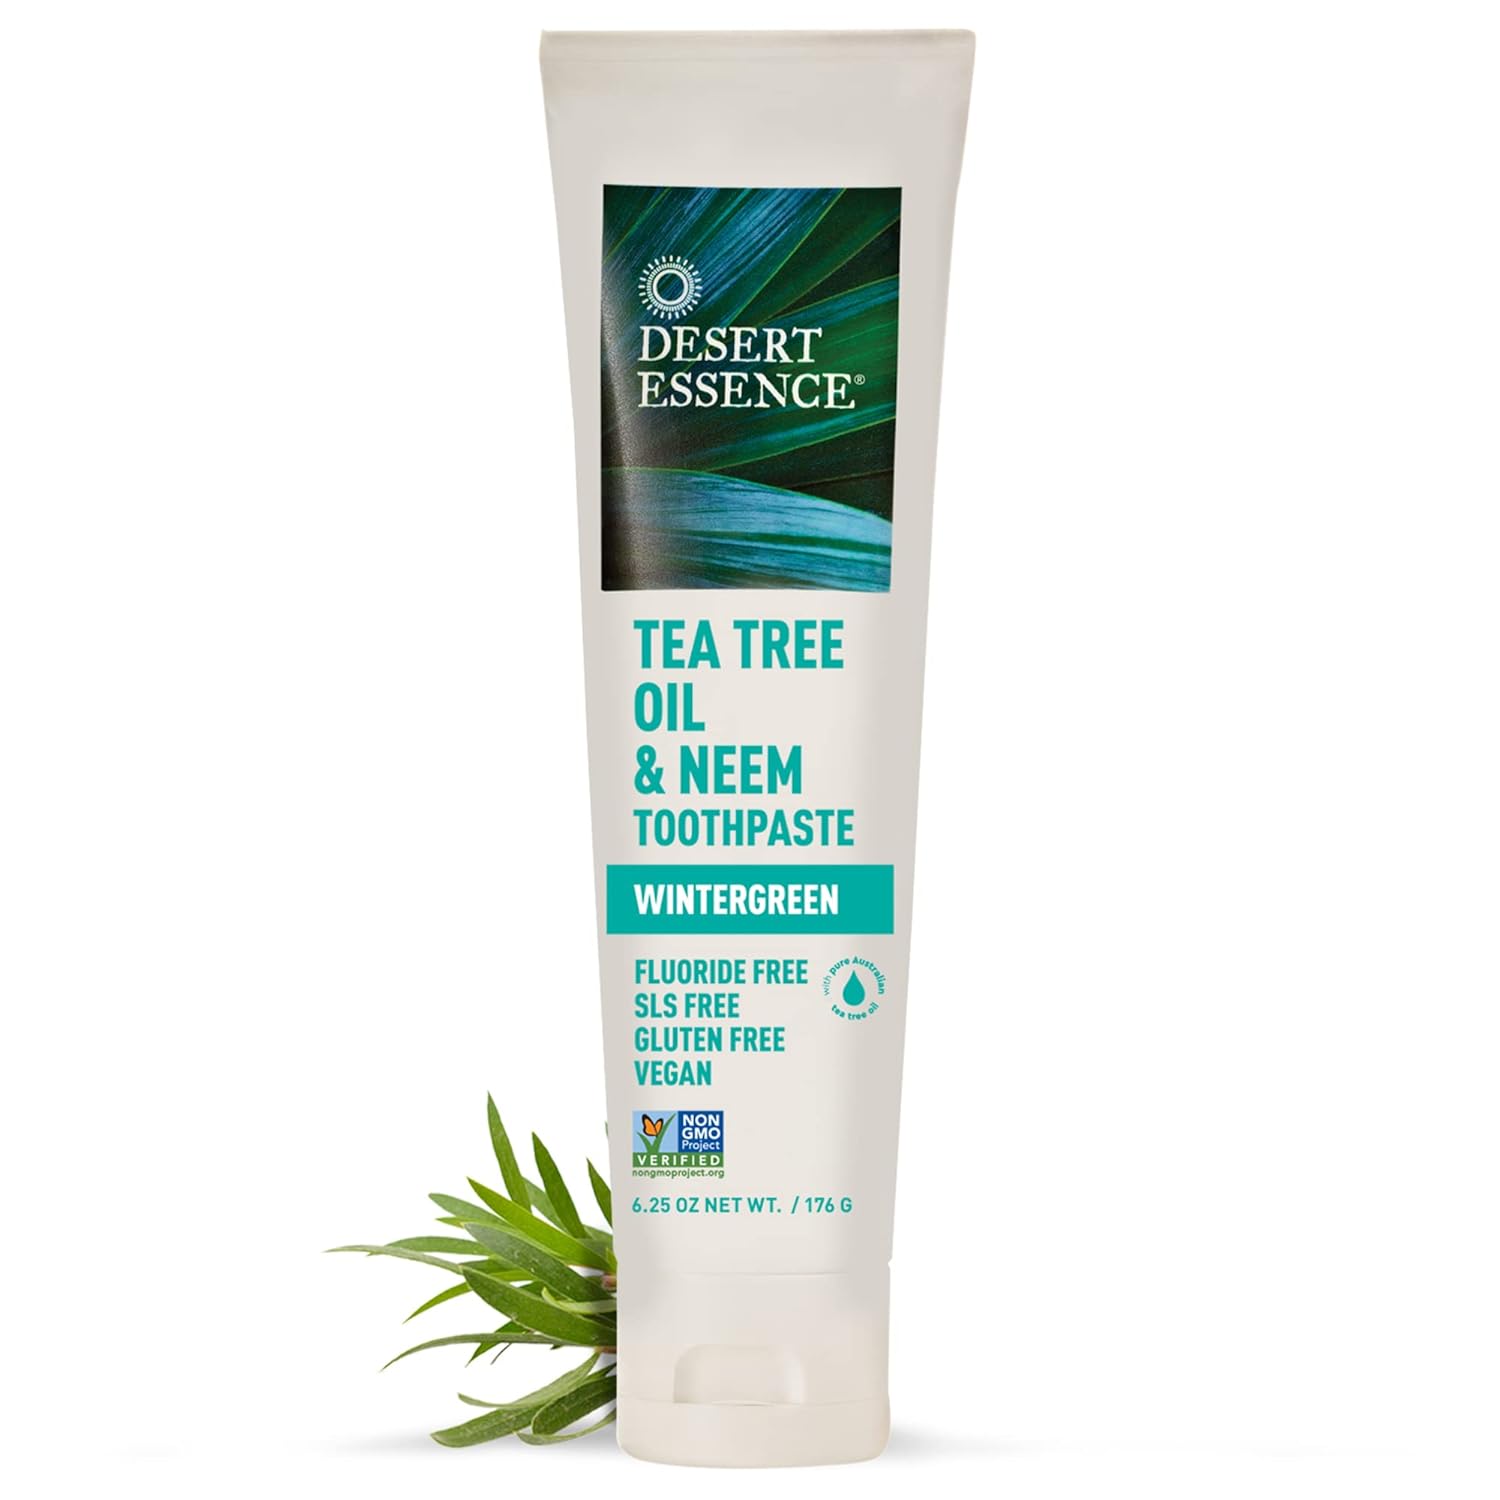 DESERT
ESSENCE®
TEA TREE
OIL
& NEEM
TOOTHPASTE
WINTERGREEN
FLUORIDE FREE
SLS FREE
GLUTEN FREE
VEGAN
with pure Australian
tea tree oil
NON
GMO
Project
VERIFIED
nongmoproject.org
6.25 OZ NET WT. / 176 G